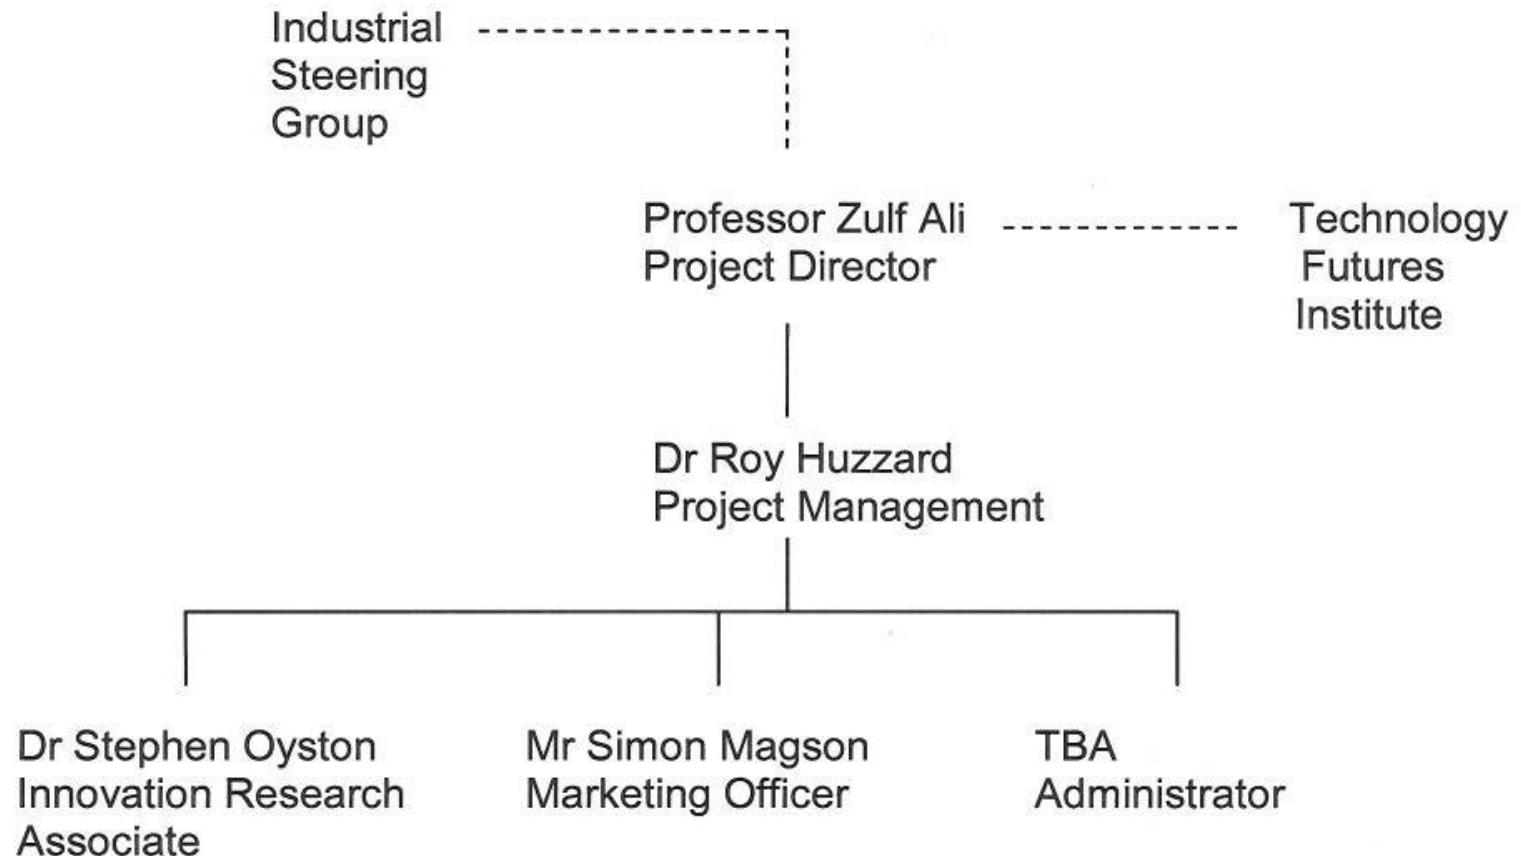 Industrial
Steering
Group
Professor Zulf Ali
Project Director
Technology
Futures
Institute
Dr Roy Huzzard
Project Management
Dr Stephen Oyston
Innovation Research
Associate
Mr Simon Magson
Marketing Officer
TBA
Administrator